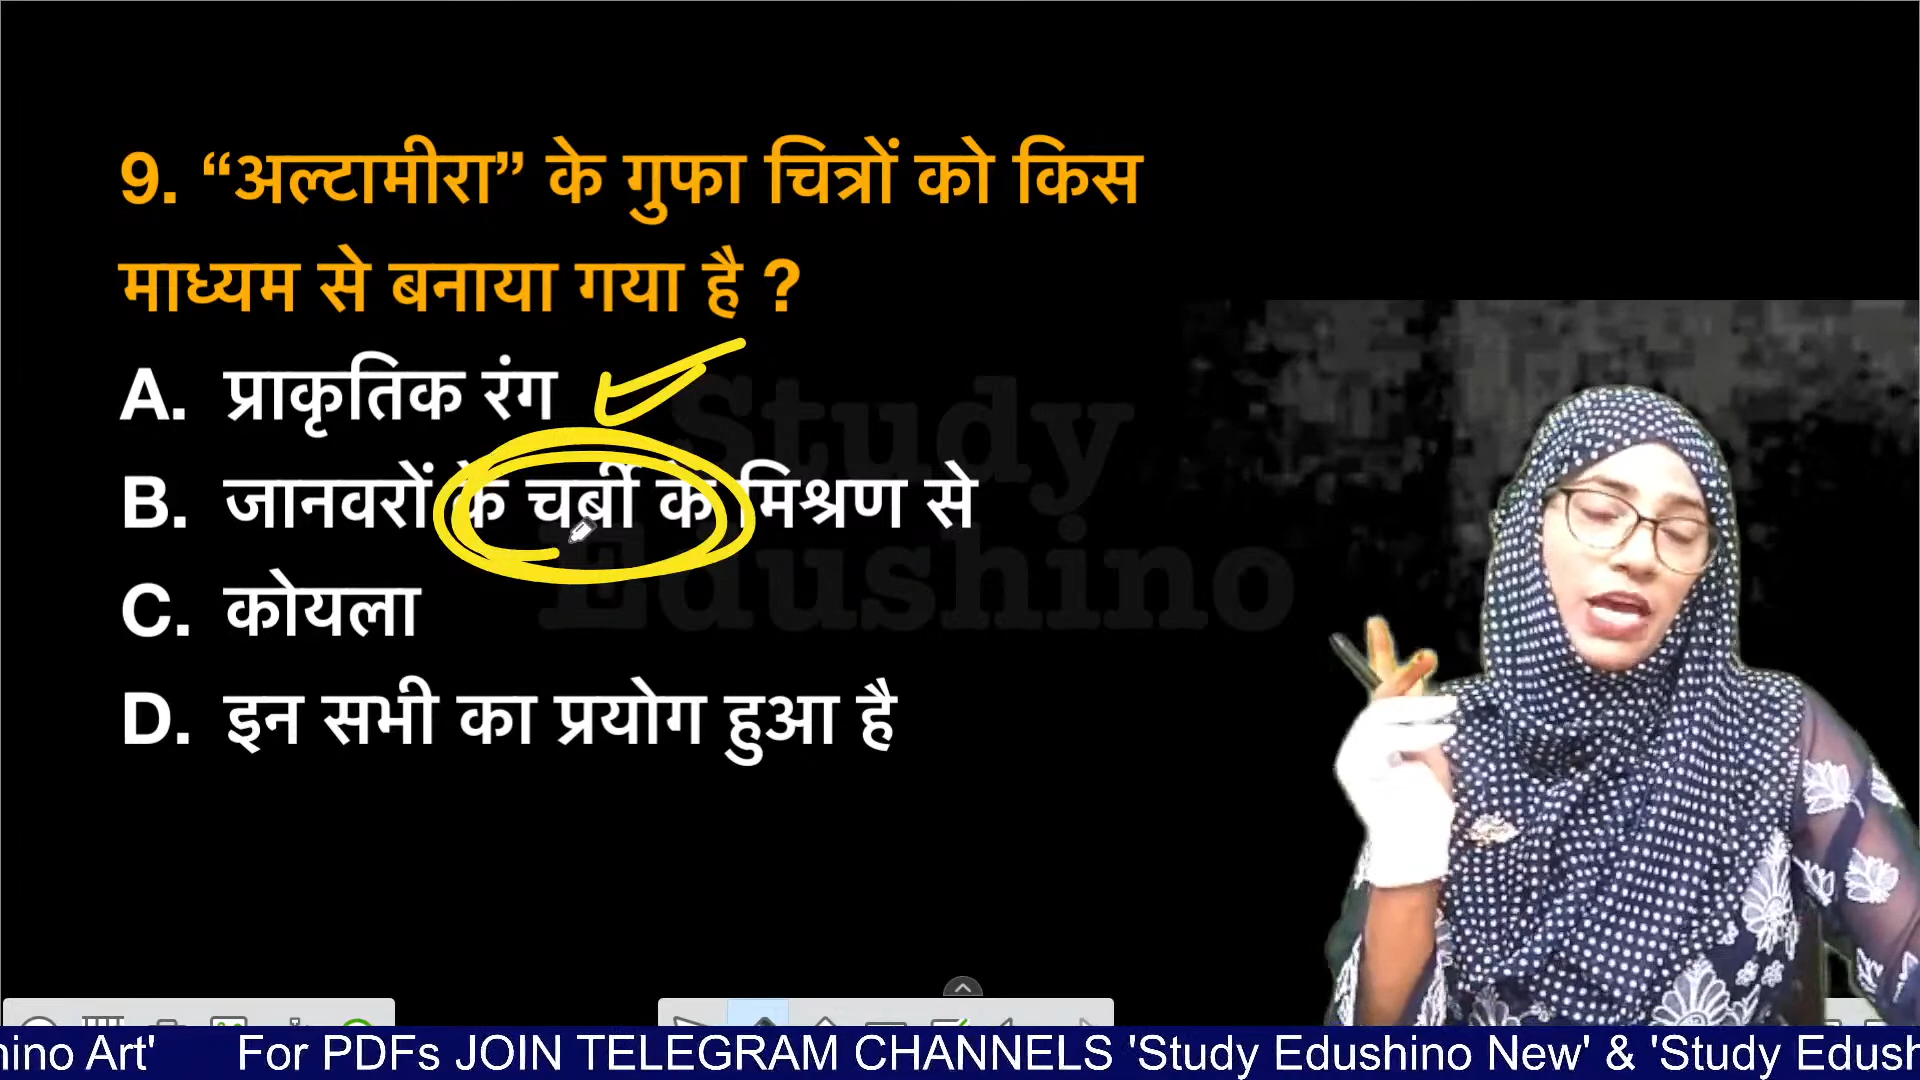 9. “अल्टामीरा” के गुफा चित्रों को किस
माध्यम से बनाया गया है ?
A. प्राकृतिक रंग
B. जानवरों के चर्बी के मिश्रण से
C. कोयला
D. इन सभी का प्रयोग हुआ है
Study
Edushino
hino Art' For PDFs JOIN TELEGRAM CHANNELS 'Study Edushino New' & 'Study Edush